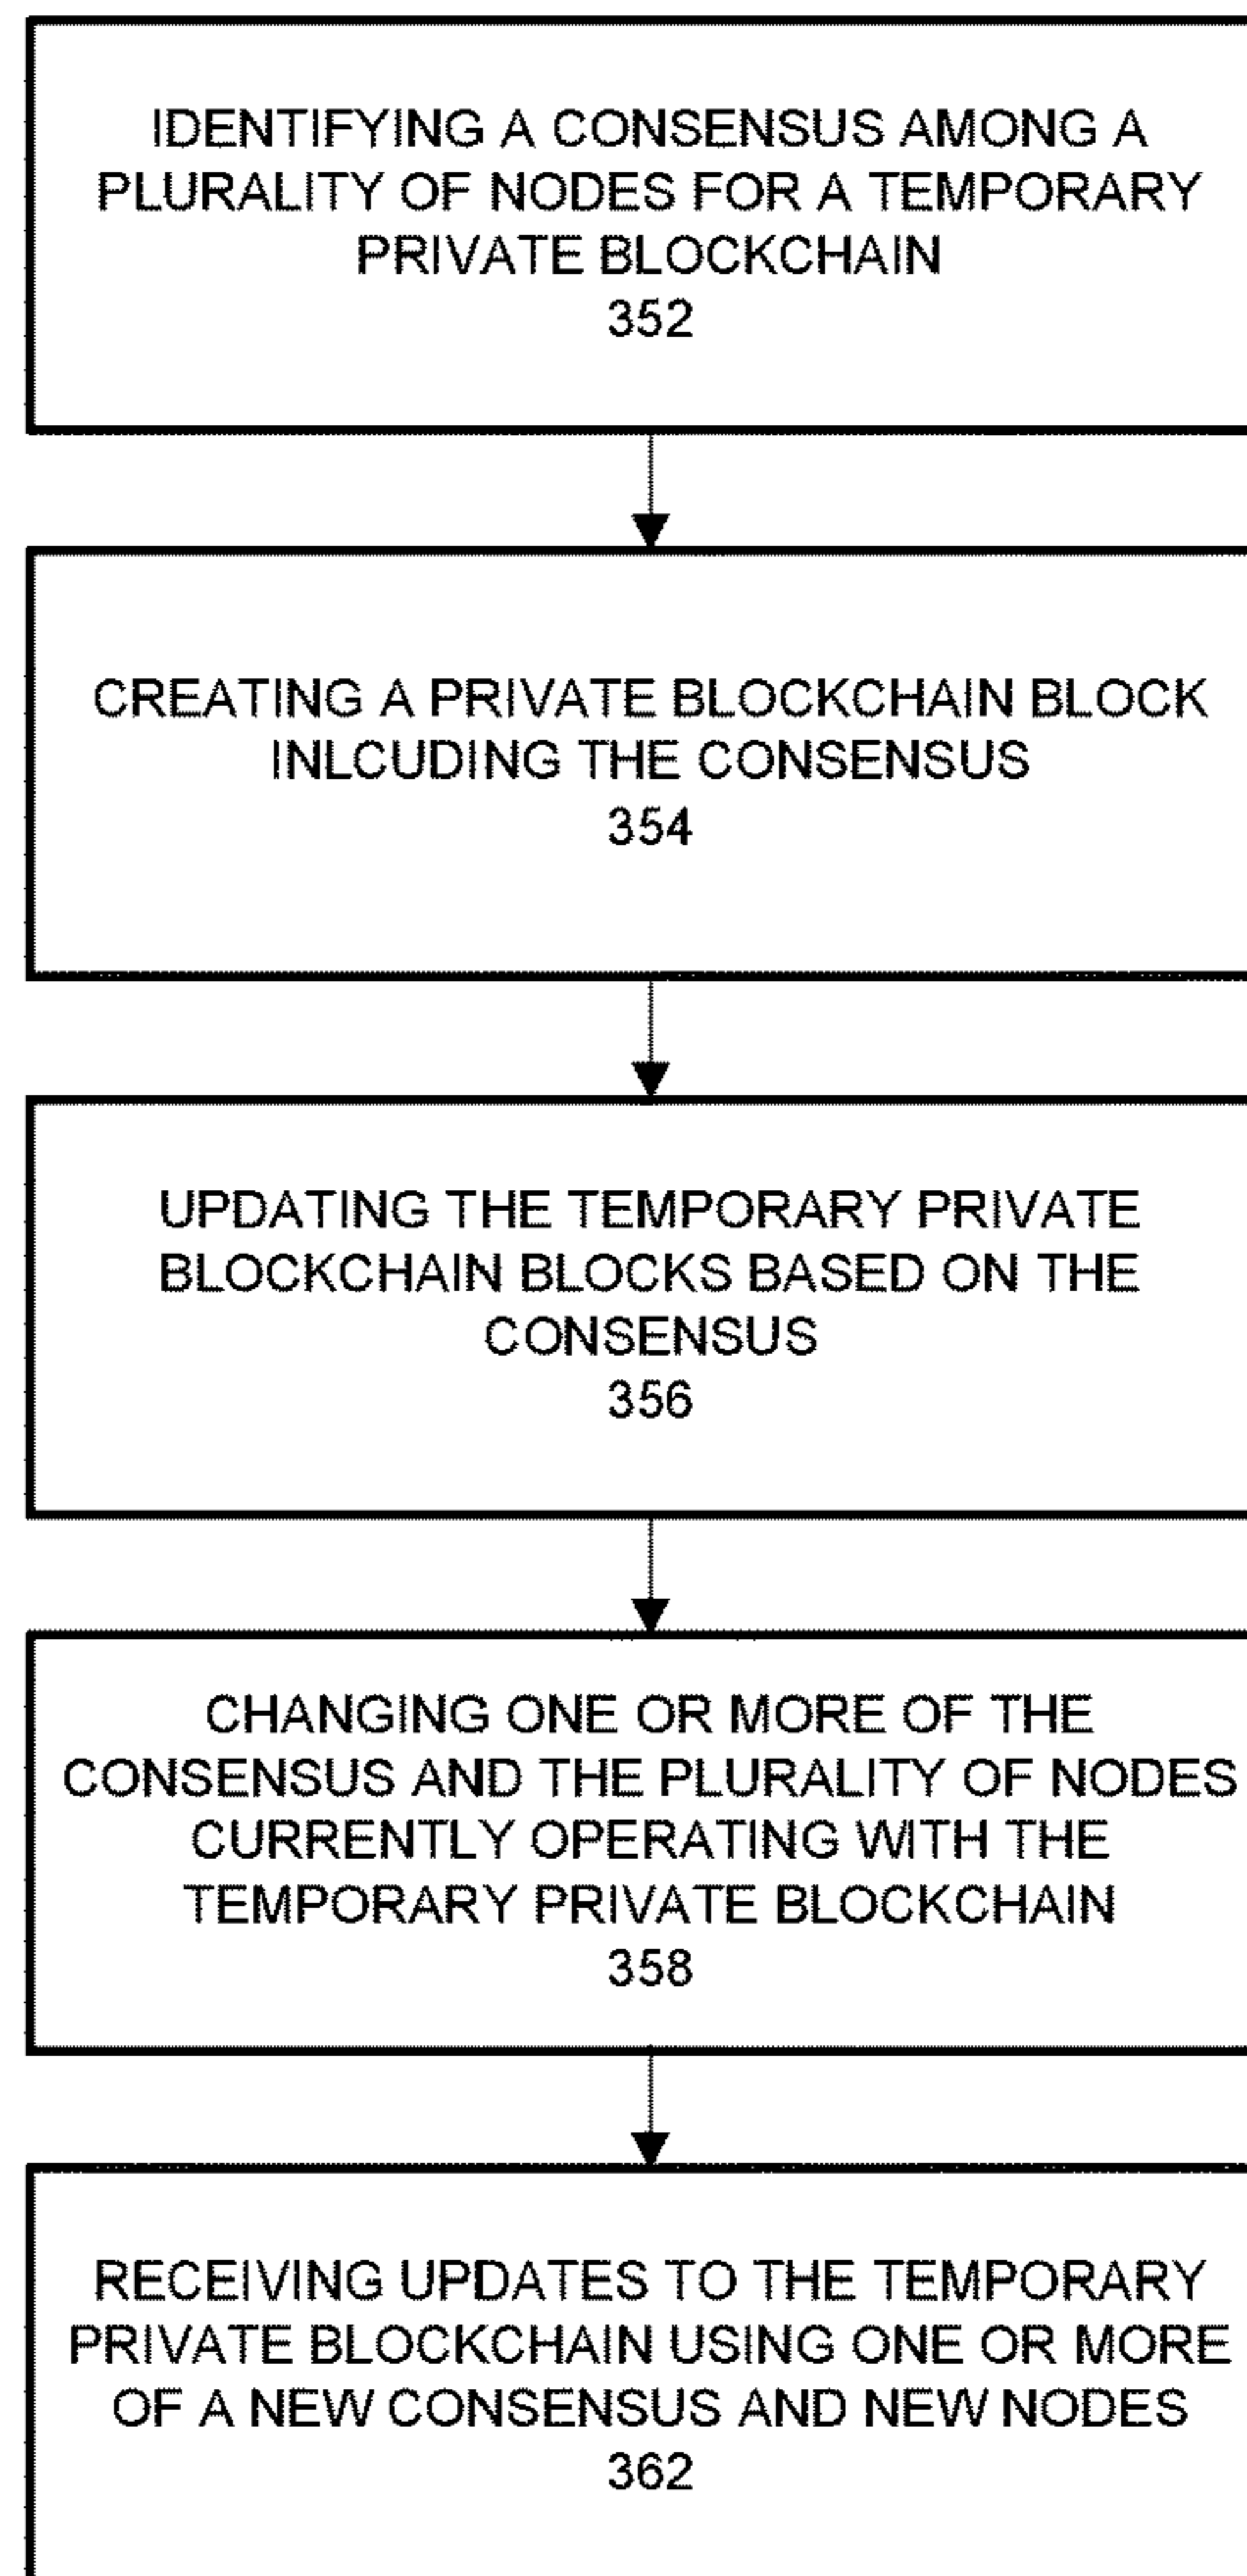 IDENTIFYING A CONSENSUS AMONG A
PLURALITY OF NODES FOR A TEMPORARY
PRIVATE BLOCKCHAIN
352
CREATING A PRIVATE BLOCKCHAIN BLOCK
INLCUDING THE CONSENSUS
354
UPDATING THE TEMPORARY PRIVATE
BLOCKCHAIN BLOCKS BASED ON THE
CONSENSUS
356
CHANGING ONE OR MORE OF THE
CONSENSUS AND THE PLURALITY OF NODES
CURRENTLY OPERATING WITH THE
TEMPORARY PRIVATE BLOCKCHAIN
358
RECEIVING UPDATES TO THE TEMPORARY
PRIVATE BLOCKCHAIN USING ONE OR MORE
OF A NEW CONSENSUS AND NEW NODES
362